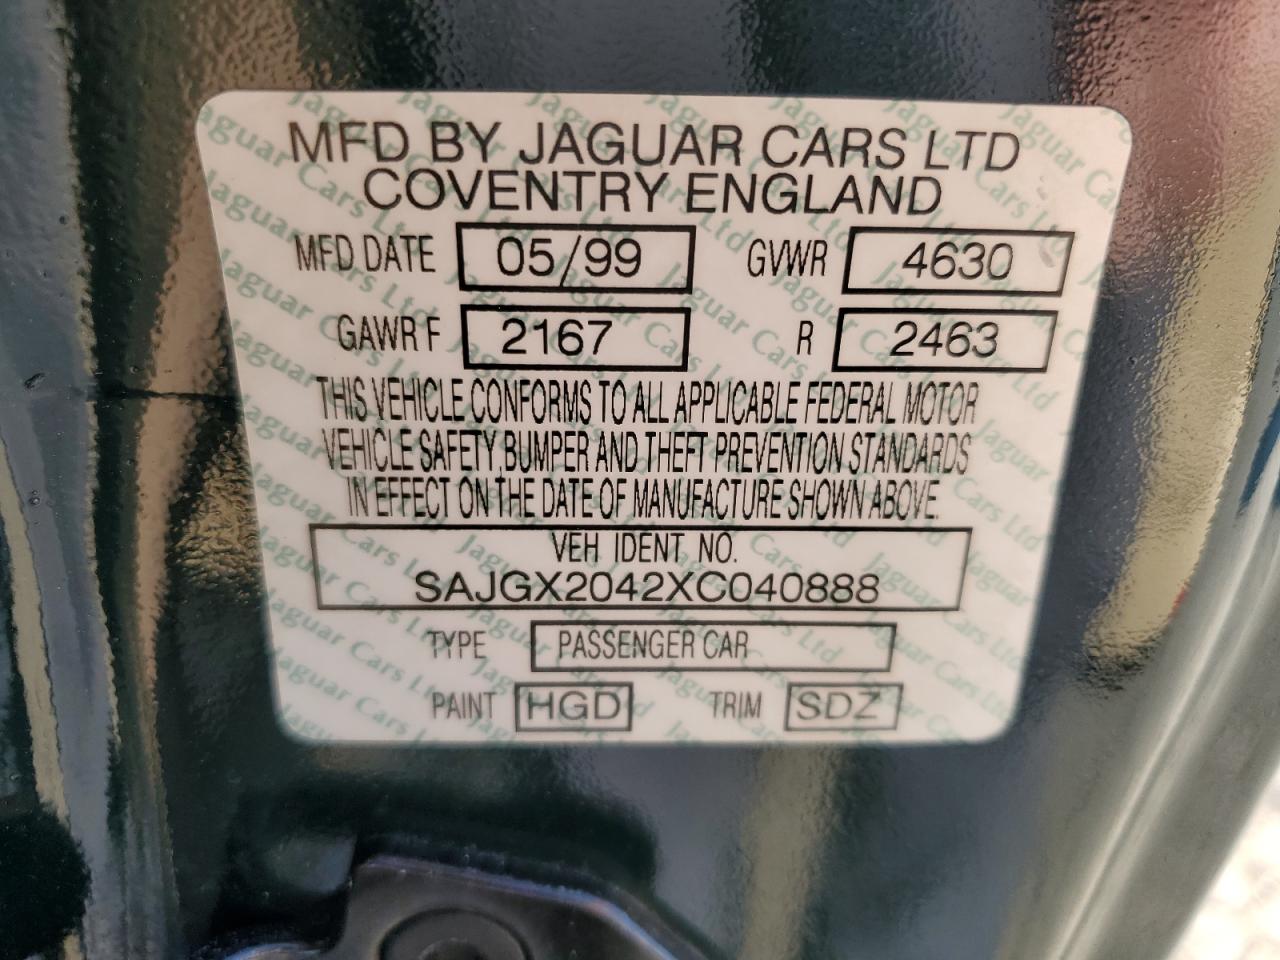 MFD BY JAGUAR CARS LTD
COVENTRY ENGLAND
MFD DATE 05/99 GVWR 4630
GAWR F 2167 R 2463
THIS VEHICLE CONFORMS TO ALL APPLICABLE FEDERAL MOTOR
VEHICLE SAFETY, BUMPER AND THEFT PREVENTION STANDARDS
IN EFFECT ON THE DATE OF MANUFACTURE SHOWN ABOVE.
VEH IDENT NO.
SAJGX2042XC040888
TYPE PASSENGER CAR
PAINT HGD TRIM SDZ